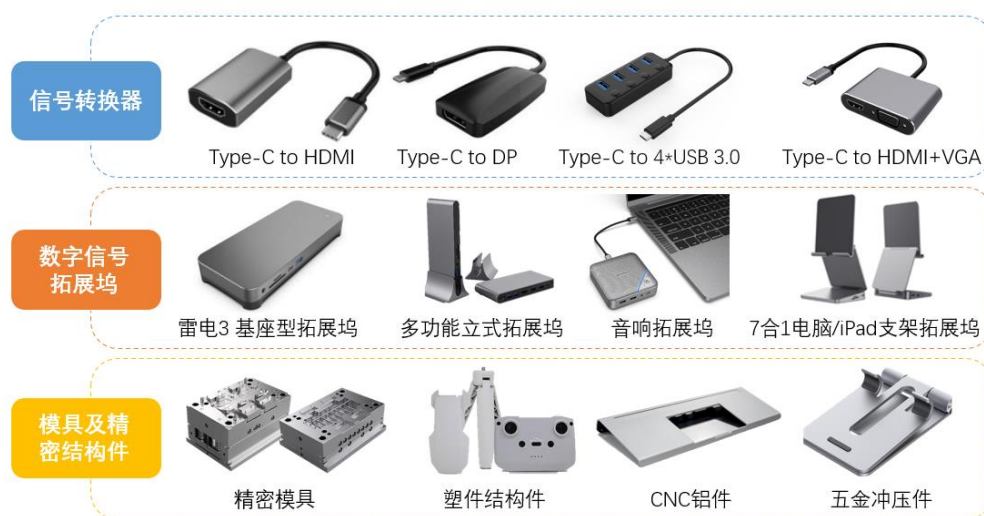 信号转换器
Type-C to HDMI
Type-C to DP
Type-C to 4*USB 3.0
Type-C to HDMI+VGA
数字信号
拓展坞
雷电3 基座型拓展坞
多功能立式拓展坞
音响拓展坞
7合1电脑/iPad支架拓展坞
模具及精
密结构件
精密模具
塑件结构件
CNC铝件
五金冲压件